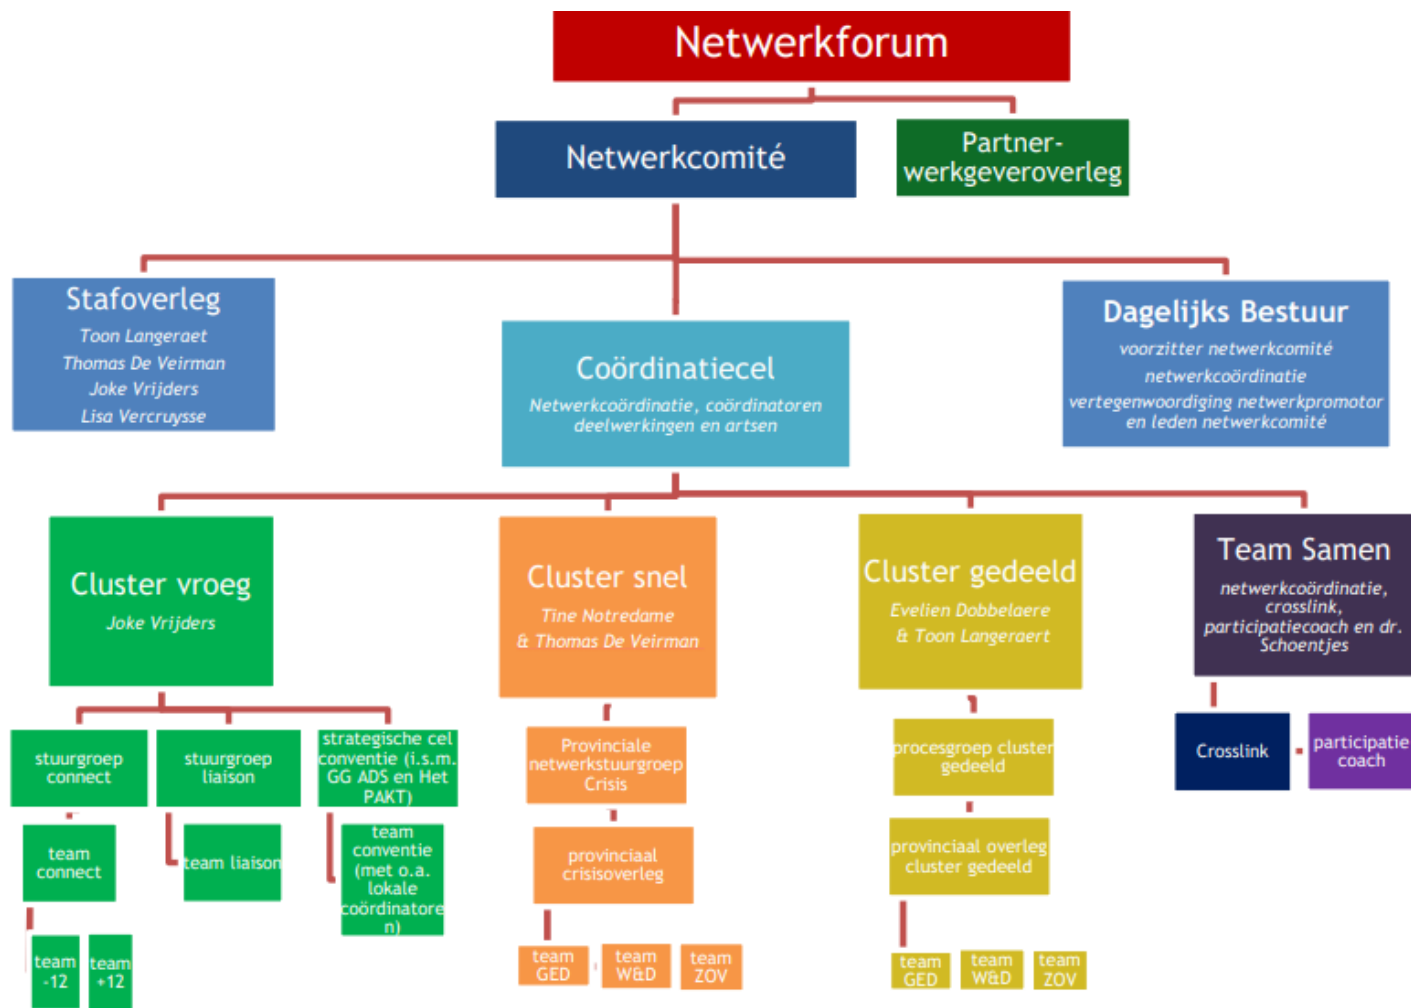 Netwerkforum
Netwerkcomité
Partner-
werkgeveroverleg
Stafoverleg
Toon Langeraet
Thomas De Veirman
Joke Vrijders
Lisa Vercruysse
Coördinatiecel
Netwerkcoördinatie, coördinatoren
deelwerkingen en artsen
Dagelijks Bestuur
voorzitter netwerkcomité
netwerkcoördinatie
vertegenwoordiging netwerkpromotor
en leden netwerkcomité
Cluster vroeg
Joke Vrijders
Cluster snel
Tine Notredame
& Thomas De Veirman
Cluster gedeeld
Evelien Dobbelaere
& Toon Langeraert
Team Samen
netwerkcoördinatie,
crosslink,
participatiecoach en dr.
Schoentjes
stuurgroep
connect
stuurgroep
liaison
strategische cel
conventie (i.s.m.
GG ADS en Het
PAKT)
Provinciale
netwerkstuurgroep
Crisis
procesgroep cluster
gedeeld
Crosslink
participatie
coach
team
connect
team liaison
team
conventie
(met o.a.
lokale
coördinatore
n)
provinciaal
crisisoverleg
provinciaal overleg
cluster gedeeld
team
-12
team
+12
team
GED
team
W&D
team
ZOV
team
GED
team
W&D
team
ZOV